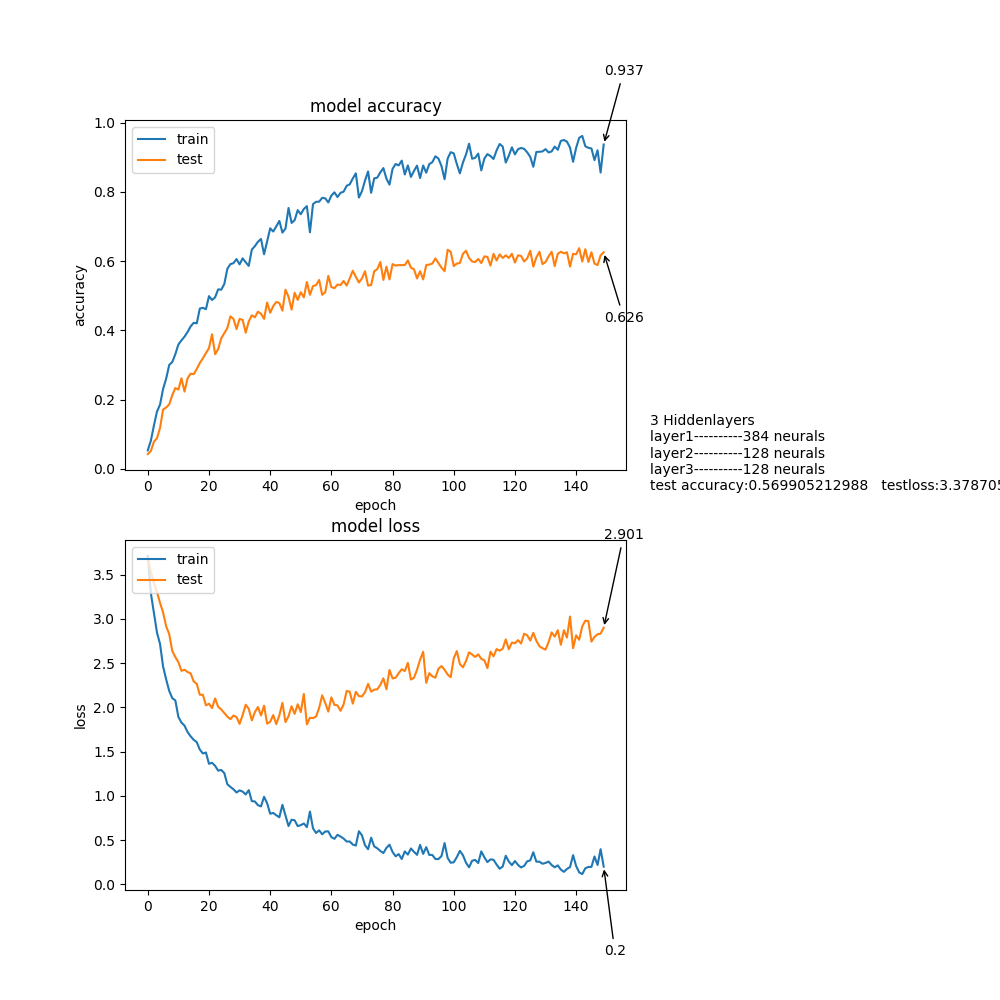 0.937
model accuracy
train
test
1.0
0.8
0.6
0.4
0.2
0.0
accuracy
0 20 40 60 80 100 120 140
epoch
0.626
3 Hiddenlayers
layer1----------384 neurals
layer2----------128 neurals
layer3----------128 neurals
test accuracy:0.569905212988 testloss:3.378705
model loss
2.901
train
test
3.5
3.0
2.5
2.0
1.5
1.0
0.5
0.0
loss
0 20 40 60 80 100 120 140
epoch
0.2